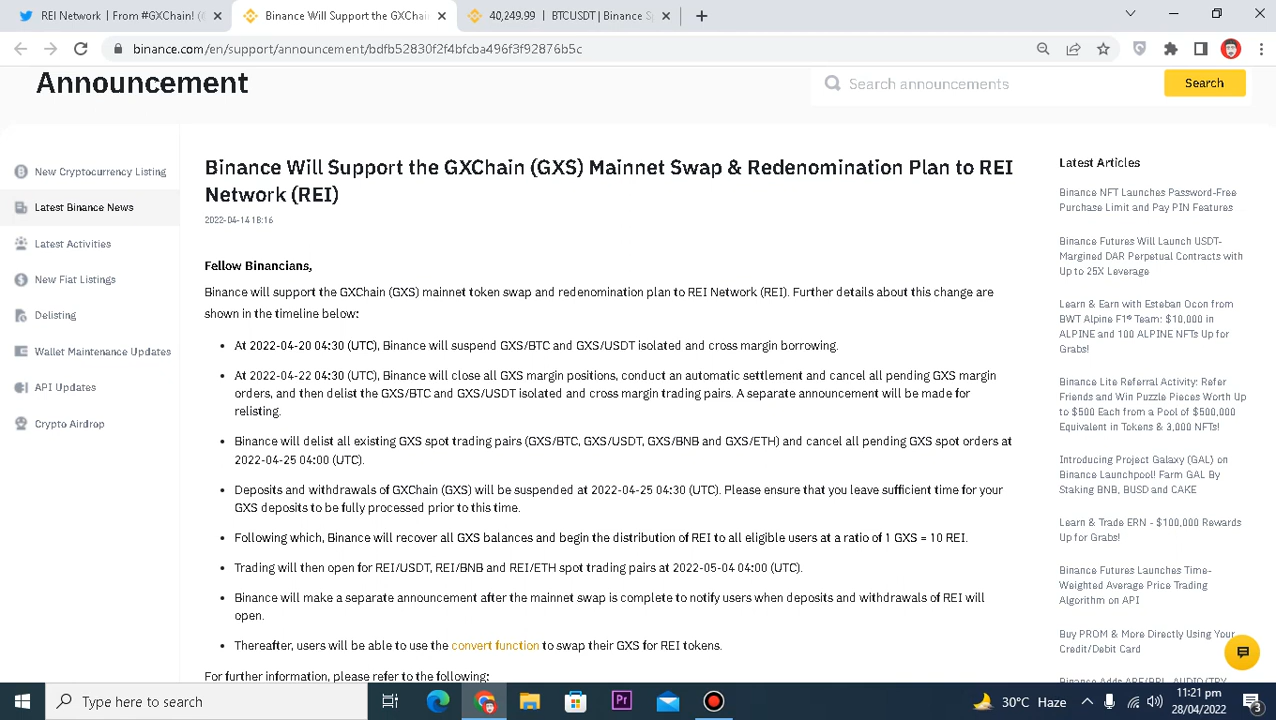 REI Network | From #GXChain! (
Binance Will Support the GXChain
40,249.99 | BTCUSDT | Binance Sp
binance.com/en/support/announcement/bdfb52830f2f4bfcba496f3f92876b5c
Announcement
Search announcements
Search
New Cryptocurrency Listing
Latest Binance News
Latest Activities
New Fiat Listings
Delisting
Wallet Maintenance Updates
API Updates
Crypto Airdrop
Binance Will Support the GXChain (GXS) Mainnet Swap & Redenomination Plan to REI
Network (REI)
2022-04-14 18:16
Fellow Binancians,
Binance will support the GXChain (GXS) mainnet token swap and redenomination plan to REI Network (REI). Further details about this change are
shown in the timeline below:
• At 2022-04-20 04:30 (UTC), Binance will suspend GXS/BTC and GXS/USDT isolated and cross margin borrowing.
• At 2022-04-22 04:30 (UTC), Binance will close all GXS margin positions, conduct an automatic settlement and cancel all pending GXS margin
orders, and then delist the GXS/BTC and GXS/USDT isolated and cross margin trading pairs. A separate announcement will be made for
relisting.
• Binance will delist all existing GXS spot trading pairs (GXS/BTC, GXS/USDT, GXS/BNB and GXS/ETH) and cancel all pending GXS spot orders at
2022-04-25 04:00 (UTC).
• Deposits and withdrawals of GXChain (GXS) will be suspended at 2022-04-25 04:30 (UTC). Please ensure that you leave sufficient time for your
GXS deposits to be fully processed prior to this time.
• Following which, Binance will recover all GXS balances and begin the distribution of REI to all eligible users at a ratio of 1 GXS = 10 REI.
• Trading will then open for REI/USDT, REI/BNB and REI/ETH spot trading pairs at 2022-05-04 04:00 (UTC).
• Binance will make a separate announcement after the mainnet swap is complete to notify users when deposits and withdrawals of REI will
open.
• Thereafter, users will be able to use the convert function to swap their GXS for REI tokens.
For further information, please refer to the following:
Latest Articles
Binance NFT Launches Password-Free
Purchase Limit and Pay PIN Features
Binance Futures Will Launch USDT-
Margined DAR Perpetual Contracts with
Up to 25X Leverage
Learn & Earn with Esteban Ocon from
BWT Alpine F1® Team: $10,000 in
ALPINE and 100 ALPINE NFTs Up for
Grabs!
Binance Lite Referral Activity: Refer
Friends and Win Puzzle Pieces Worth Up
to $500 Each from a Pool of $500,000
Equivalent in Tokens & 3,000 NFTs!
Introducing Project Galaxy (GAL) on
Binance Launchpool! Farm GAL By
Staking BNB, BUSD and CAKE
Learn & Trade ERN - $100,000 Rewards
Up for Grabs!
Binance Futures Launches Time-
Weighted Average Price Trading
Algorithm on API
Buy PROM & More Directly Using Your
Credit/Debit Card
Type here to search
Pr
30°C Haze
11:21 pm
28/04/2022
3